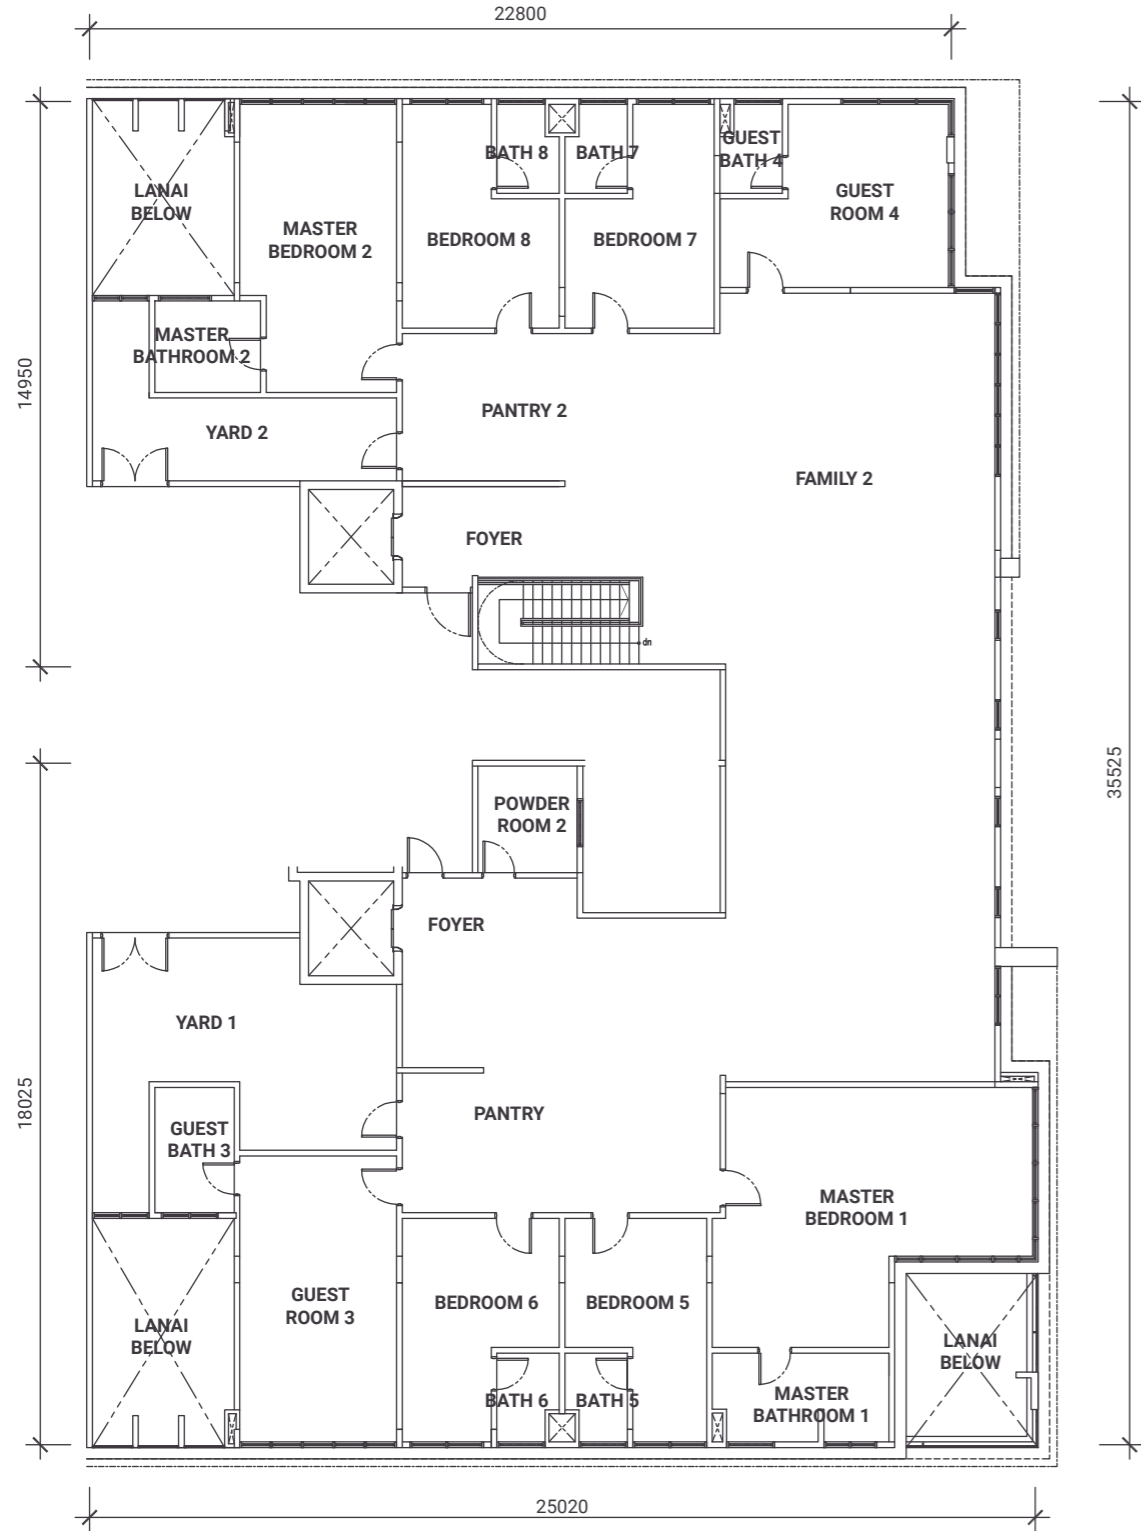 22800
LANAI
BELOW
MASTER
BEDROOM 2
BATH 8
BATH 7
GUEST
BATH 4
GUEST
ROOM 4
BEDROOM 8
BEDROOM 7
MASTER
BATHROOM 2
14950
YARD 2
PANTRY 2
FAMILY 2
FOYER
dn
35525
POWDER
ROOM 2
FOYER
YARD 1
18025
GUEST
BATH 3
PANTRY
MASTER
BEDROOM 1
GUEST
ROOM 3
BEDROOM 6
BEDROOM 5
LANAI
BELOW
LANAI
BELOW
BATH 6
BATH 5
MASTER
BATHROOM 1
25020